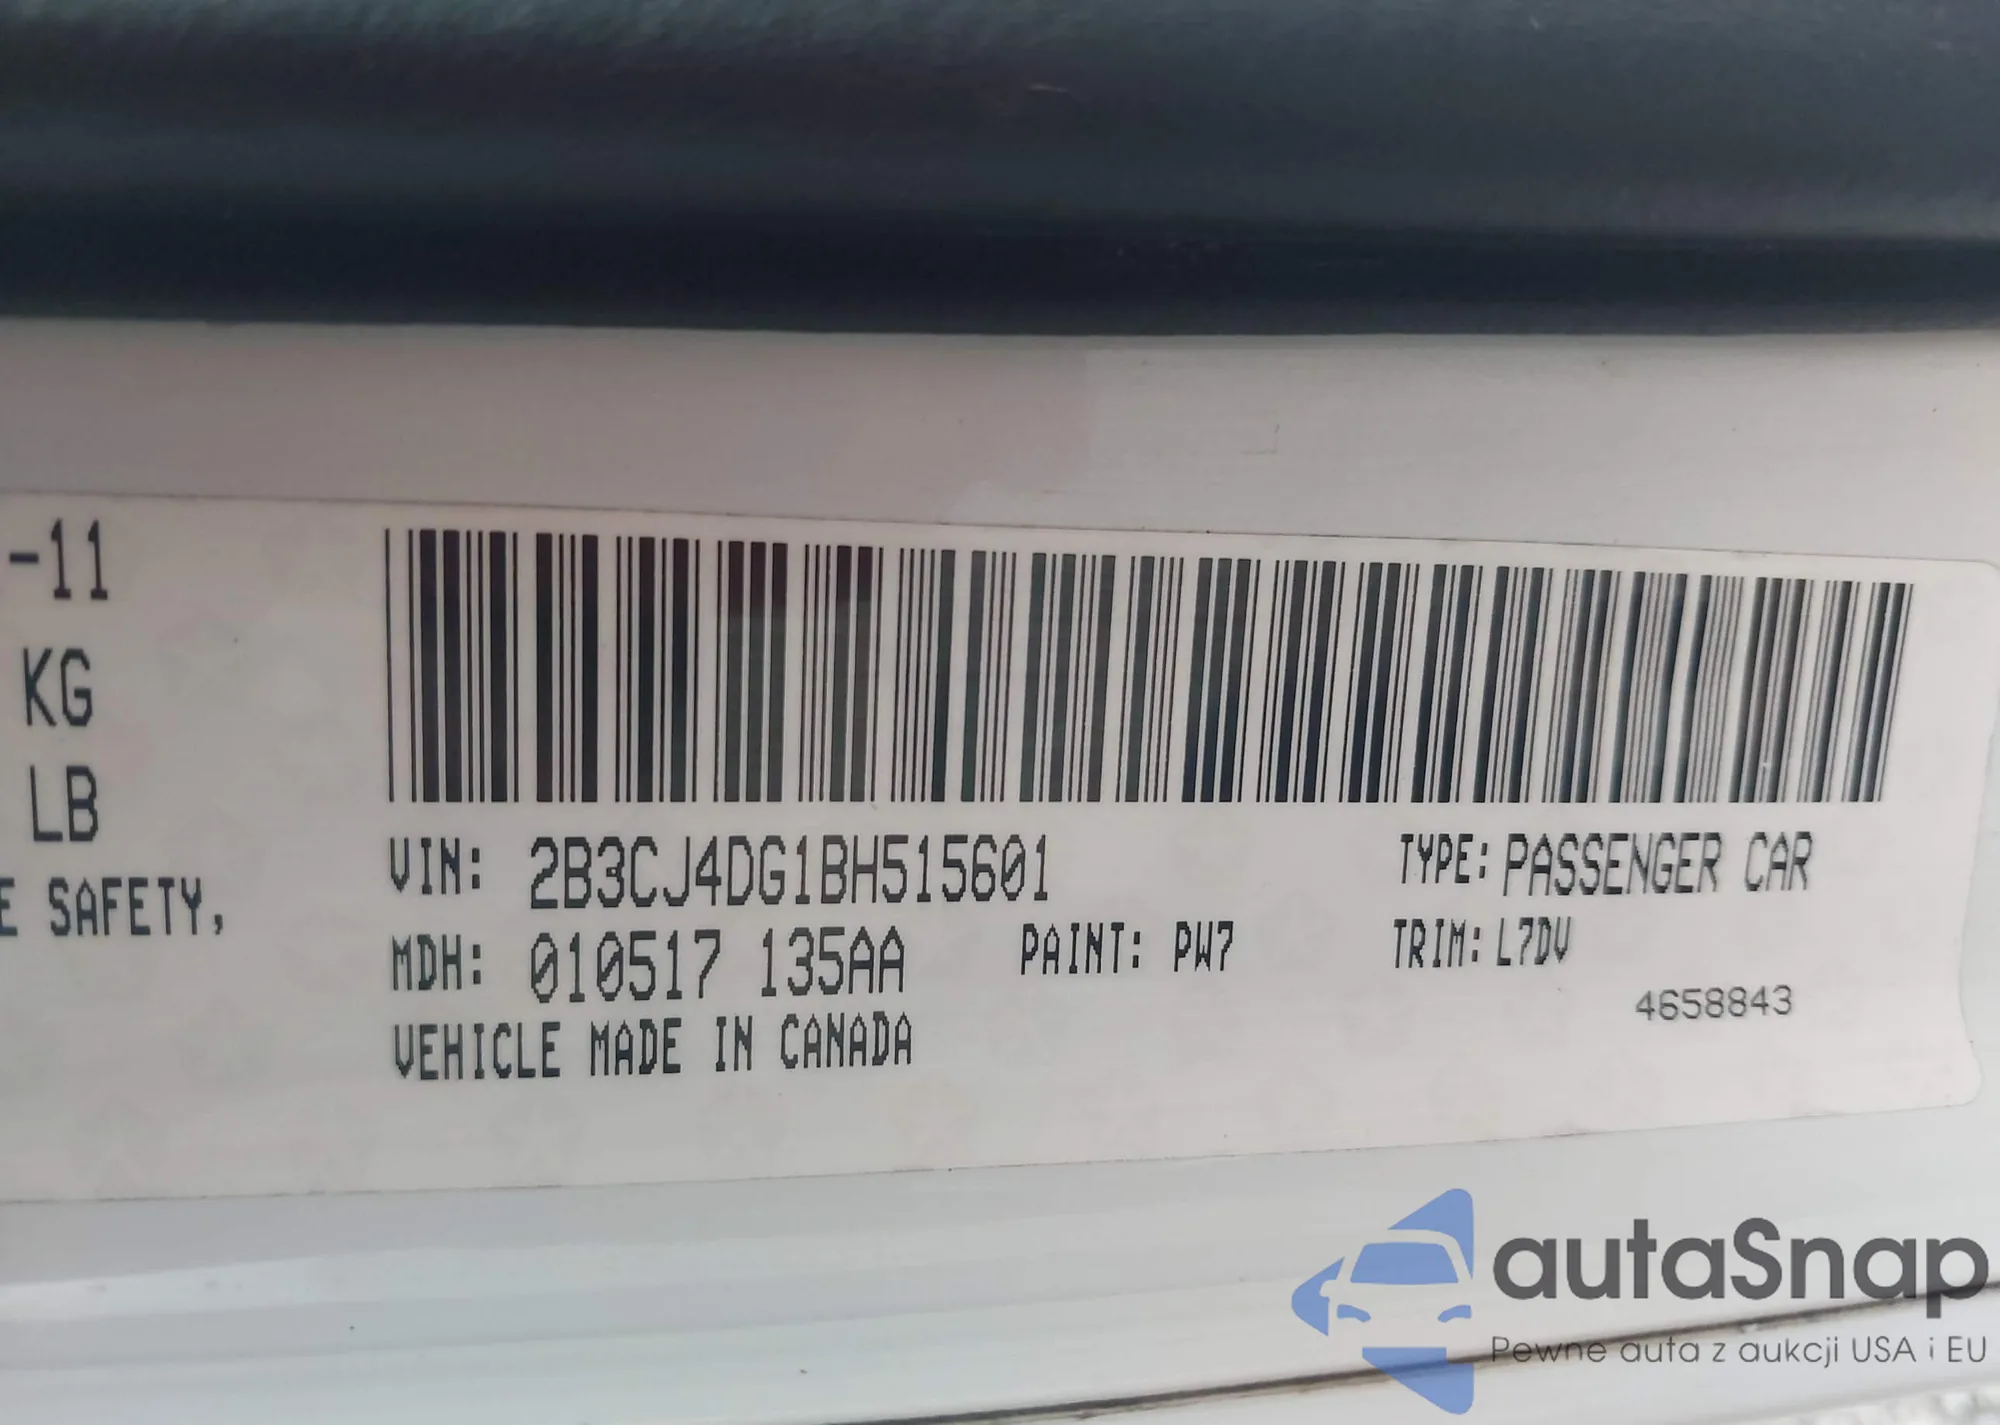 -11
KG
LB
E SAFETY,
VIN: 2B3CJ4DG1BH515601
TYPE: PASSENGER CAR
MDH: 010517 135AA
PAINT: PW7
TRIM: L7DV
4658843
VEHICLE MADE IN CANADA
autaSnap
Pewne auta z aukcji USA i EU